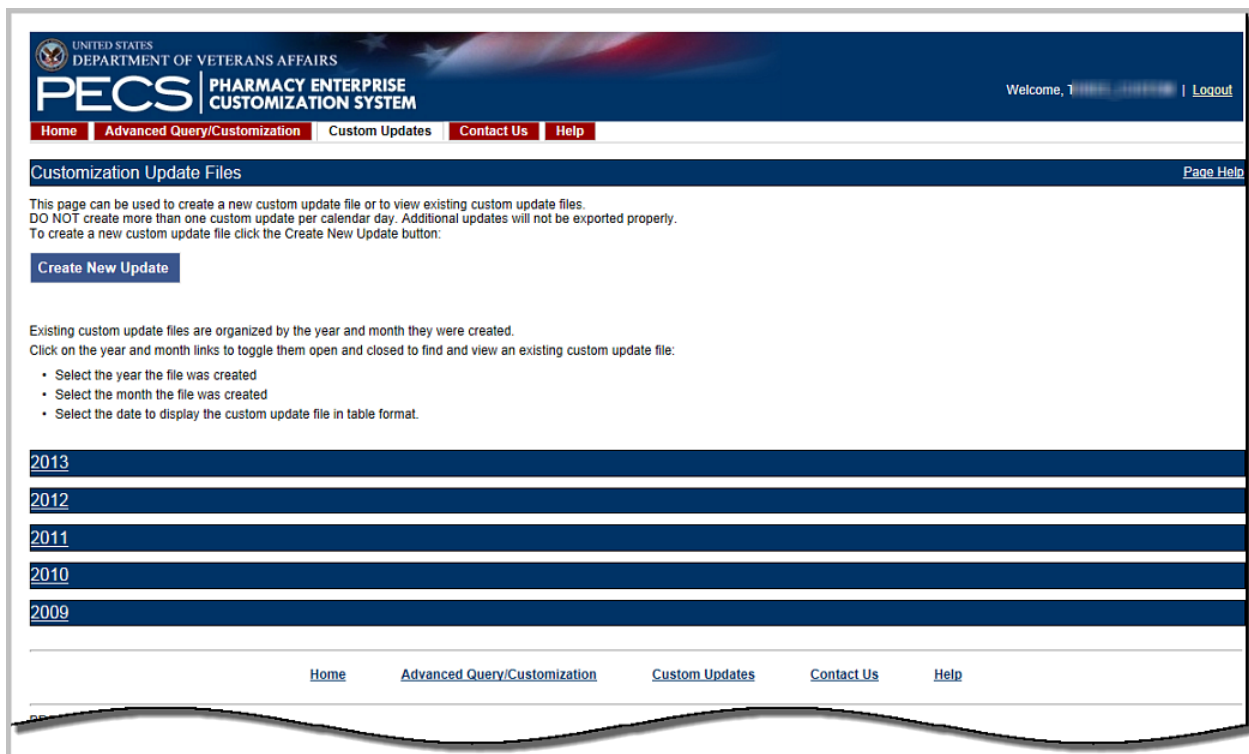 UNITED STATES
DEPARTMENT OF VETERANS AFFAIRS
PECS PHARMACY ENTERPRISE
CUSTOMIZATION SYSTEM
Welcome, | Logout
Home Advanced Query/Customization Custom Updates Contact Us Help
Customization Update Files Page Help
This page can be used to create a new custom update file or to view existing custom update files.
DO NOT create more than one custom update per calendar day. Additional updates will not be exported properly.
To create a new custom update file click the Create New Update button:
Create New Update
Existing custom update files are organized by the year and month they were created.
Click on the year and month links to toggle them open and closed to find and view an existing custom update file:
• Select the year the file was created
• Select the month the file was created
• Select the date to display the custom update file in table format.
2013
2012
2011
2010
2009
Home Advanced Query/Customization Custom Updates Contact Us Help